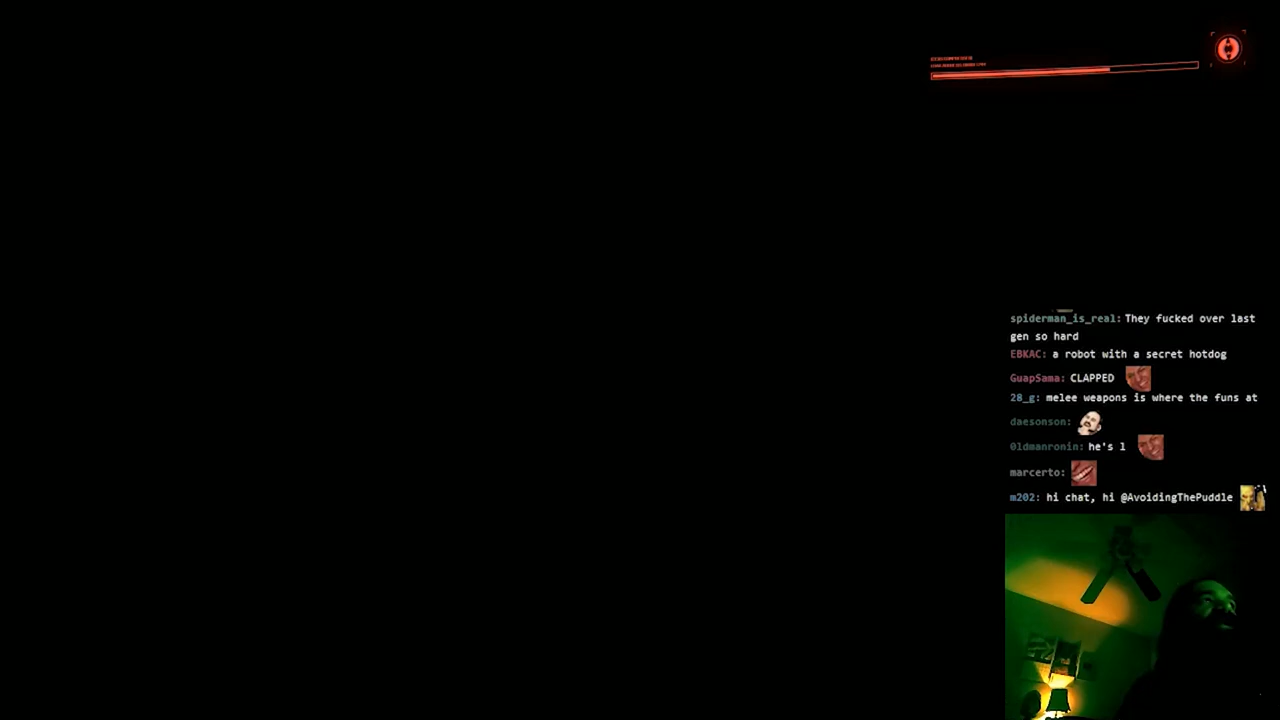 spiderman_is_real: They fucked over last
gen so hard
EBKAC: a robot with a secret hotdog
GuapSama: CLAPPED
28_g: melee weapons is where the funs at
daesonson:
0ldmanronin: he's l
marcerto:
m202: hi chat, hi @AvoidingThePuddle